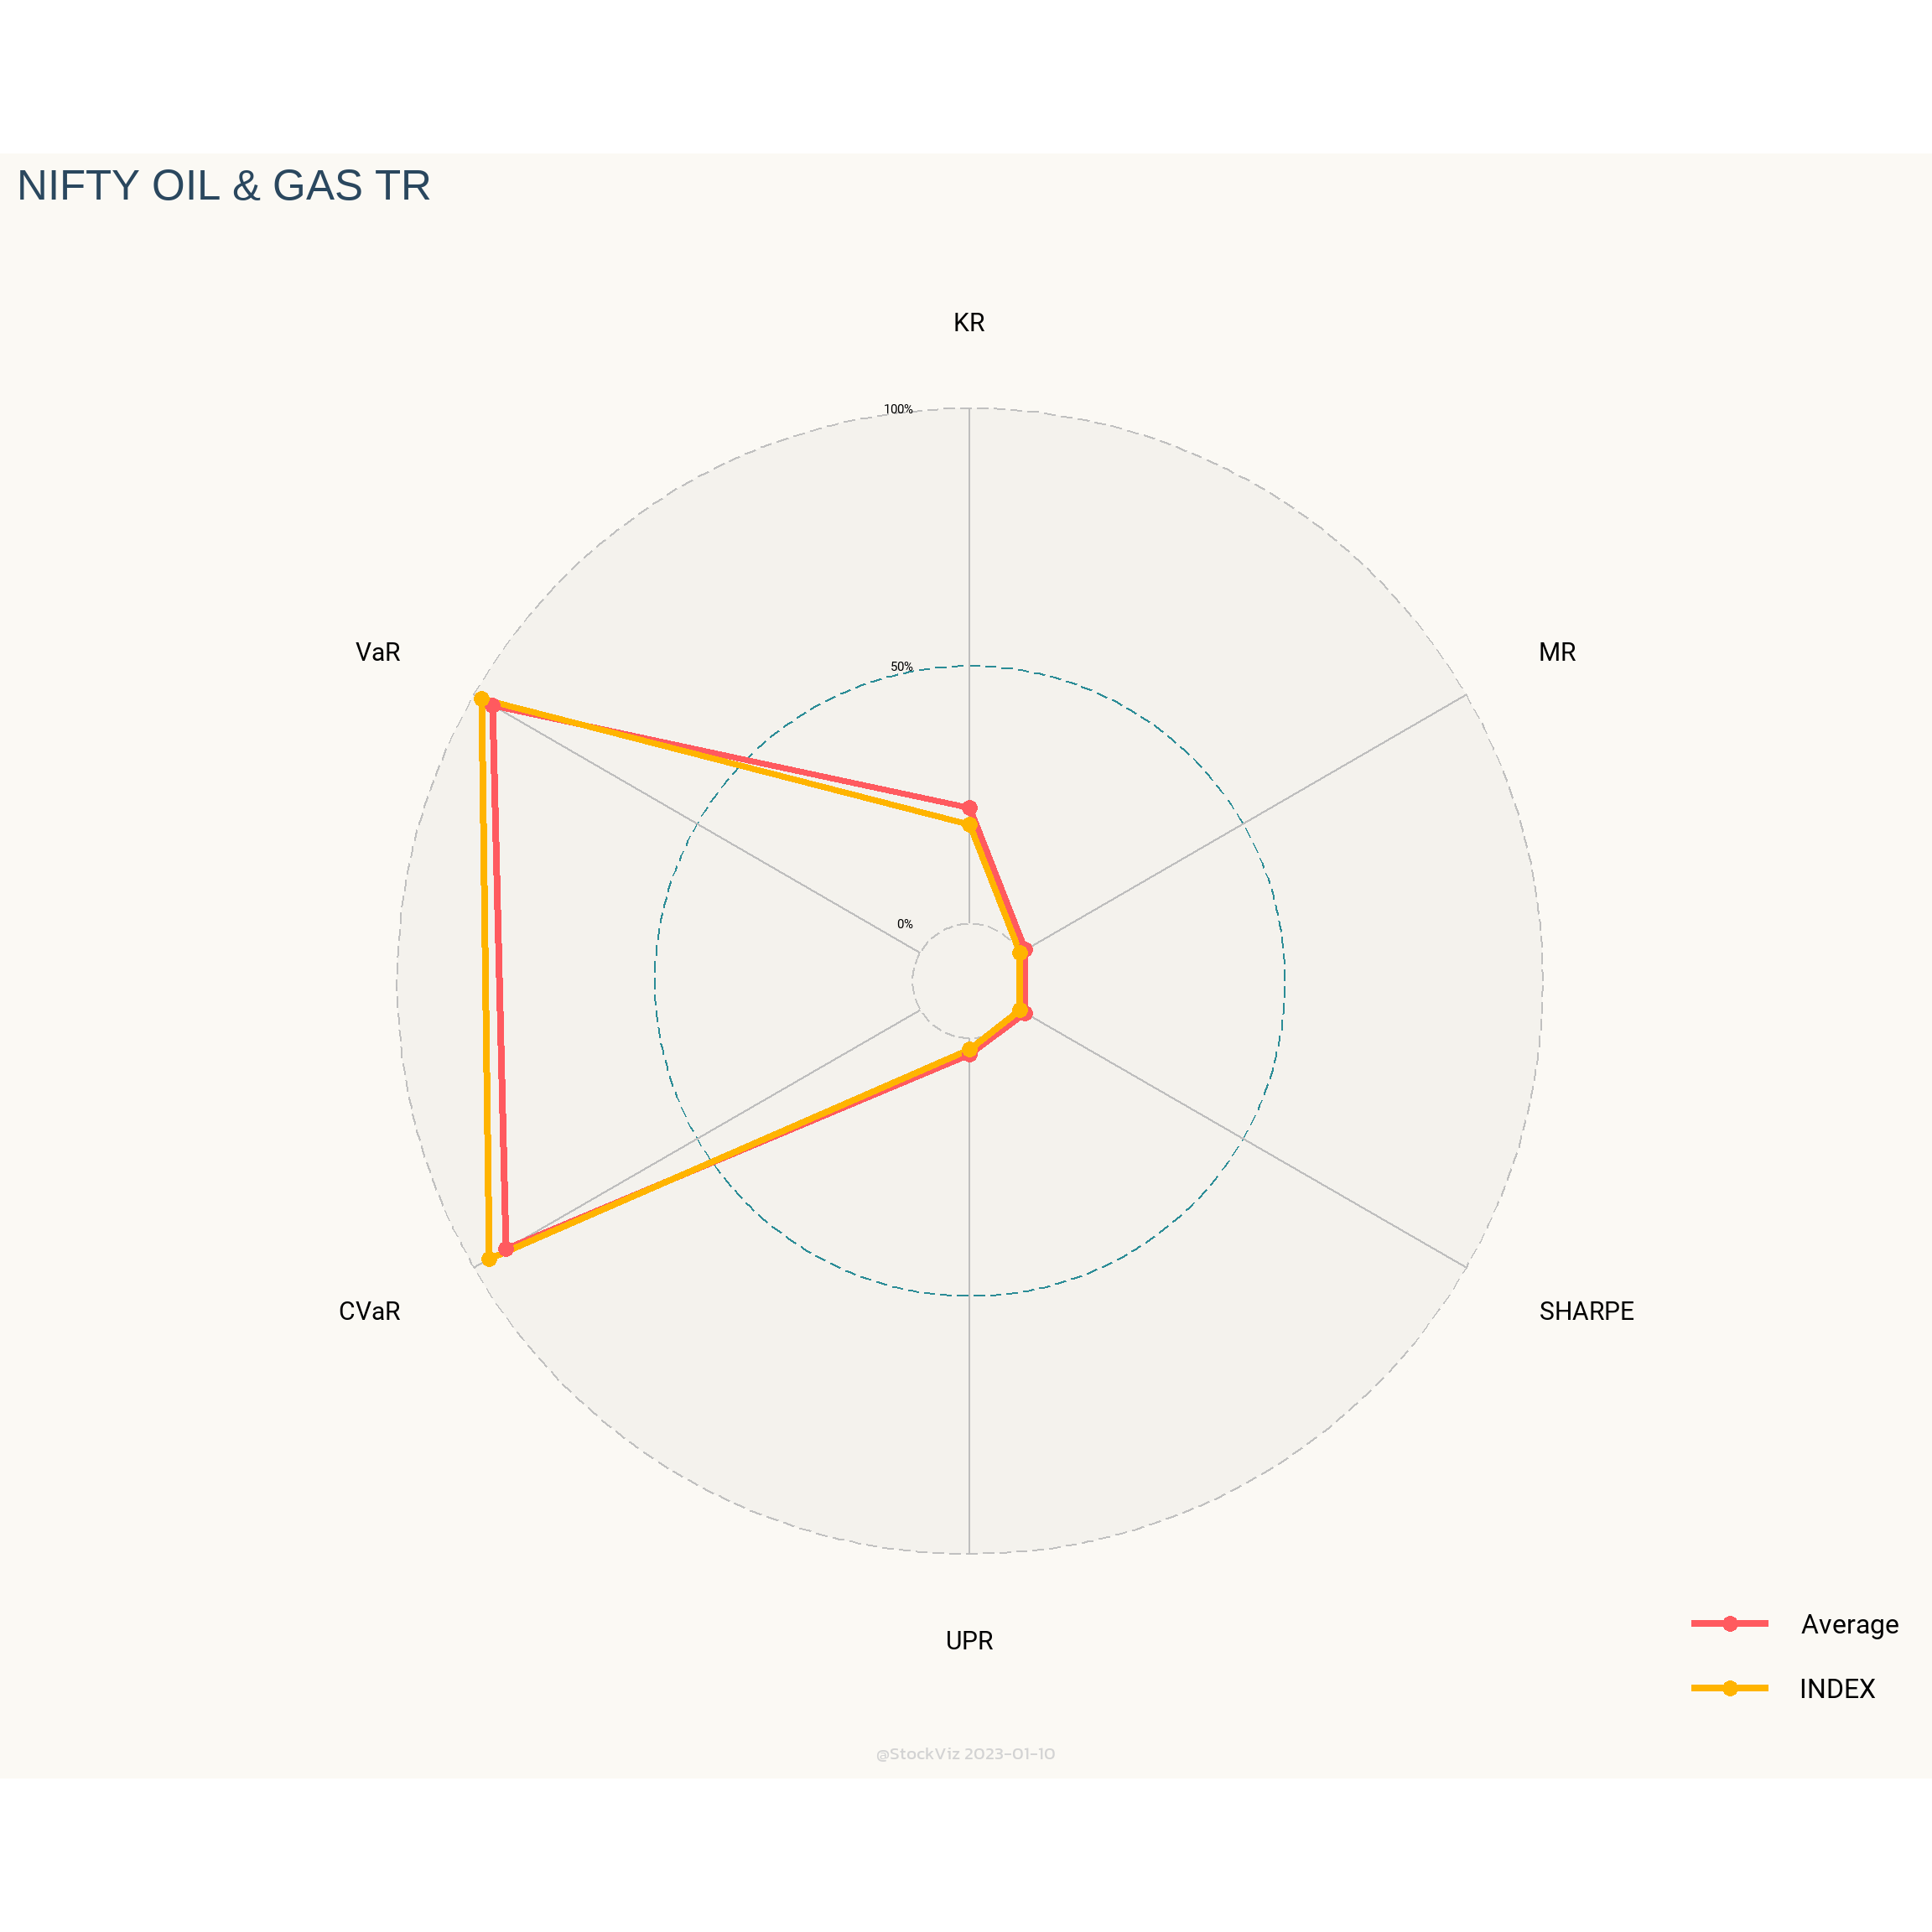 NIFTY OIL & GAS TR
KR
100%
VaR
MR
50%
0%
CVaR
SHARPE
UPR
Average
INDEX
@StockViz 2023-01-10